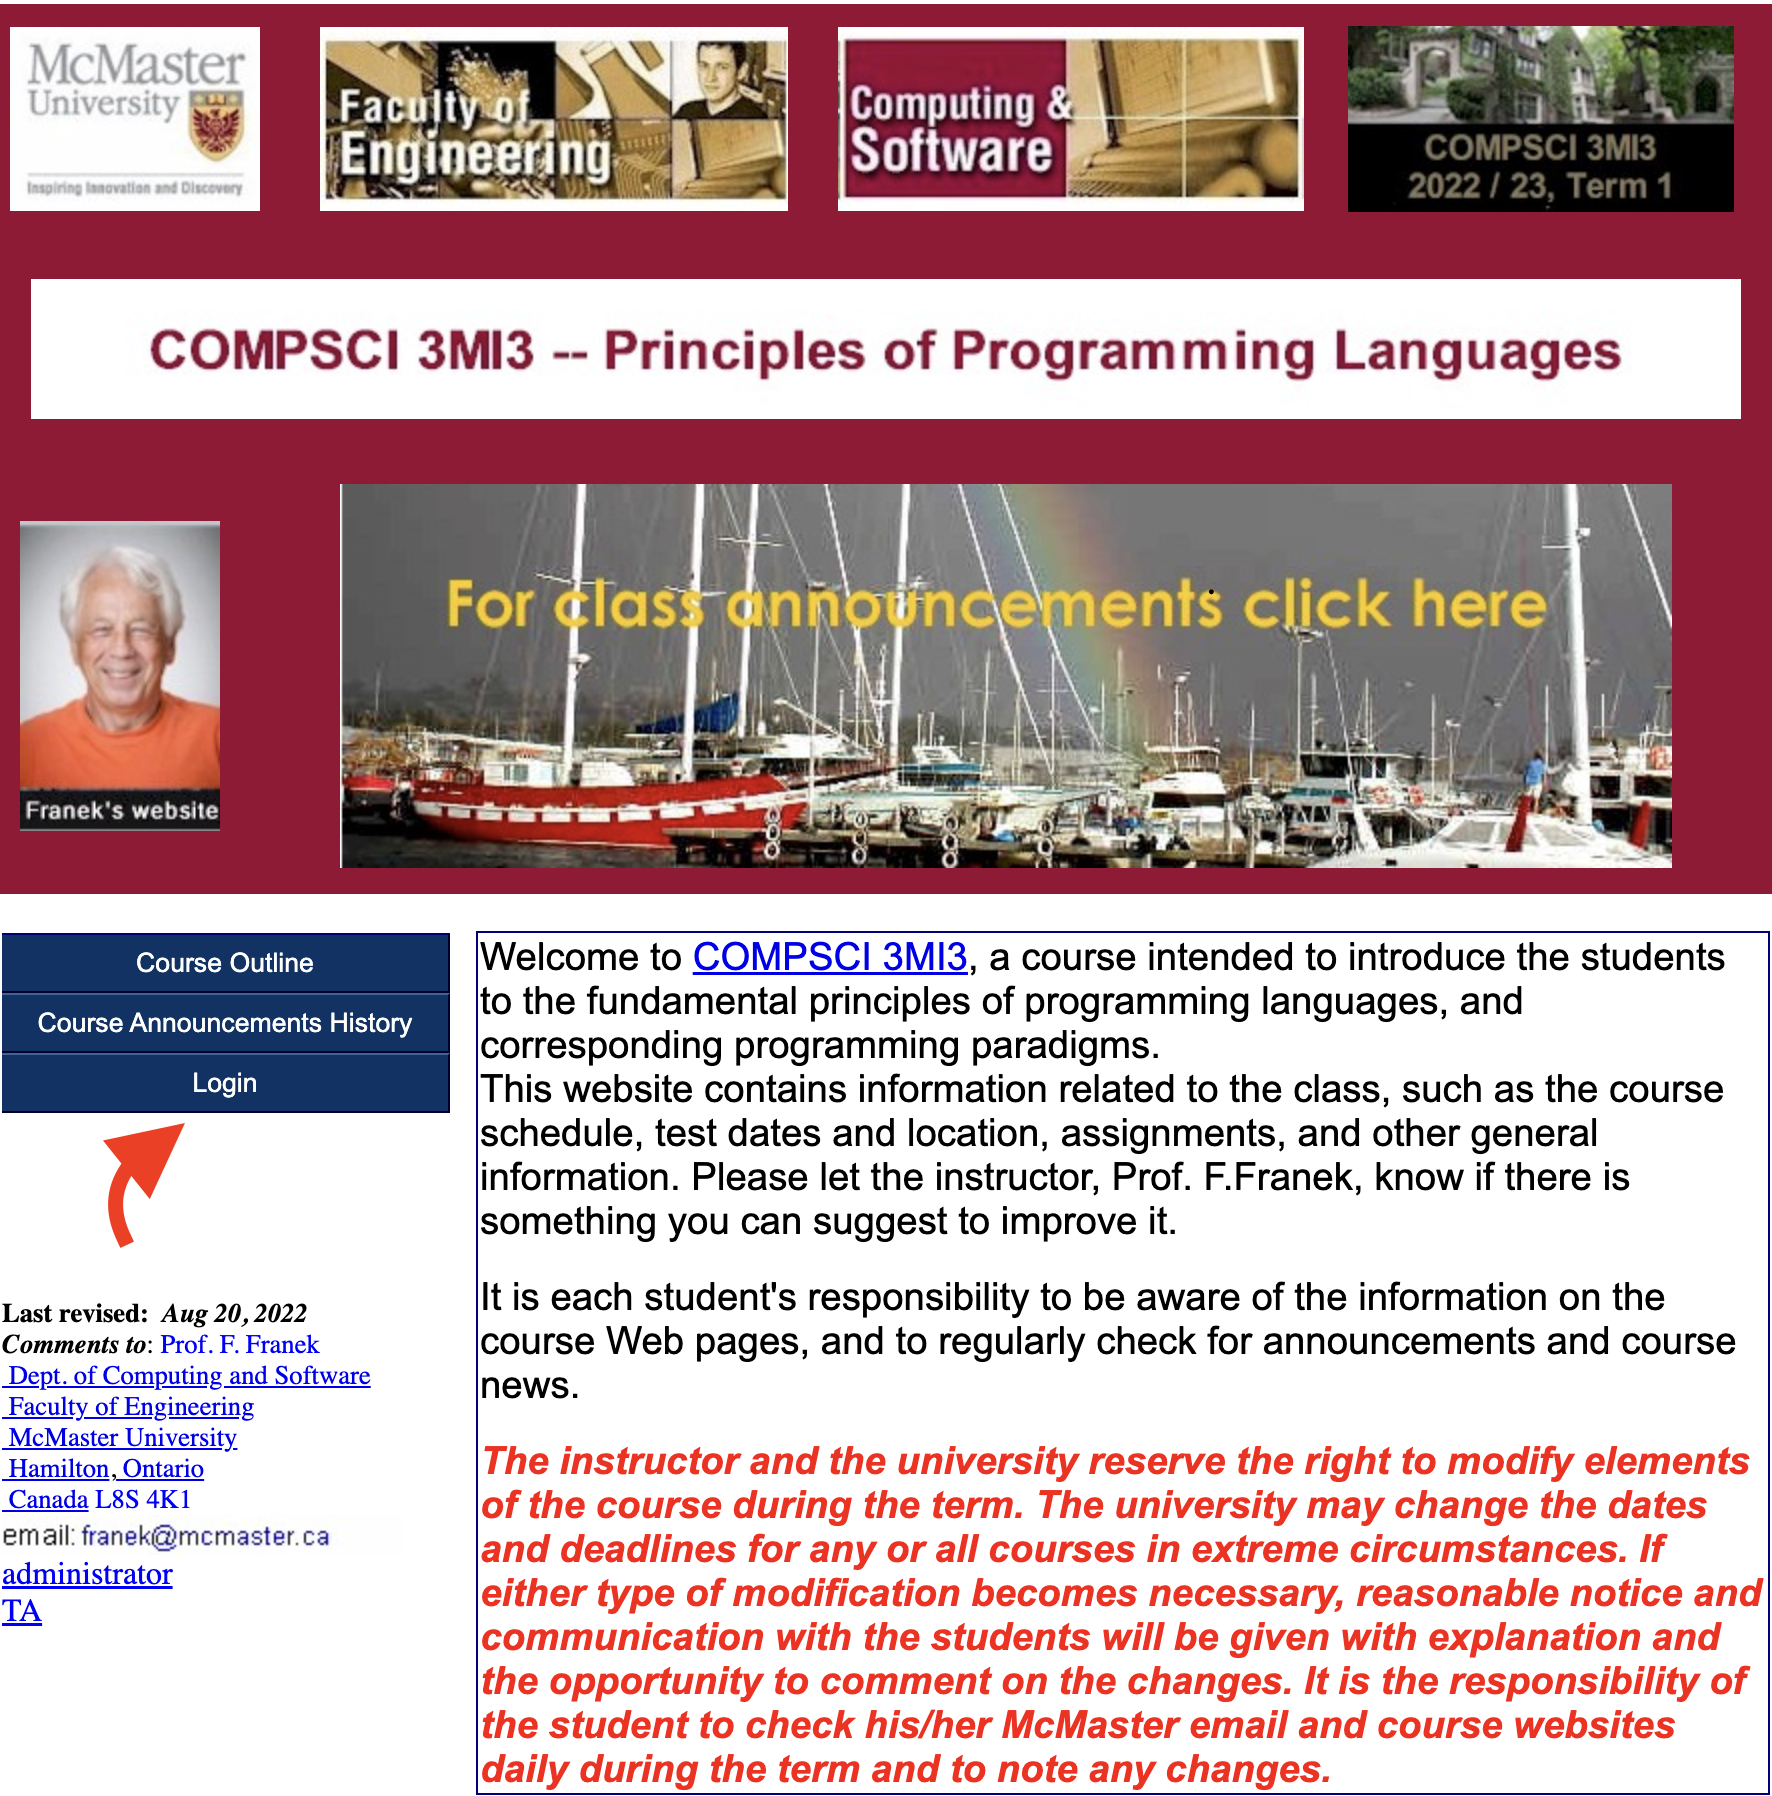 McMaster
University
Inspiring Innovation and Discovery
Faculty of
Engineering
Computing &
Software
COMPSCI 3MI3
2022 / 23, Term 1
COMPSCI 3MI3 -- Principles of Programming Languages
Franek's website
For class announcements click here
Course Outline
Course Announcements History
Login
Last revised: Aug 20, 2022
Comments to: Prof. F. Franek
Dept. of Computing and Software
Faculty of Engineering
McMaster University
Hamilton, Ontario
Canada L8S 4K1
email: franek@mcmaster.ca
administrator
TA
Welcome to COMPSCI 3MI3, a course intended to introduce the students
to the fundamental principles of programming languages, and
corresponding programming paradigms.
This website contains information related to the class, such as the course
schedule, test dates and location, assignments, and other general
information. Please let the instructor, Prof. F.Franek, know if there is
something you can suggest to improve it.
It is each student's responsibility to be aware of the information on the
course Web pages, and to regularly check for announcements and course
news.
The instructor and the university reserve the right to modify elements
of the course during the term. The university may change the dates
and deadlines for any or all courses in extreme circumstances. If
either type of modification becomes necessary, reasonable notice and
communication with the students will be given with explanation and
the opportunity to comment on the changes. It is the responsibility of
the student to check his/her McMaster email and course websites
daily during the term and to note any changes.